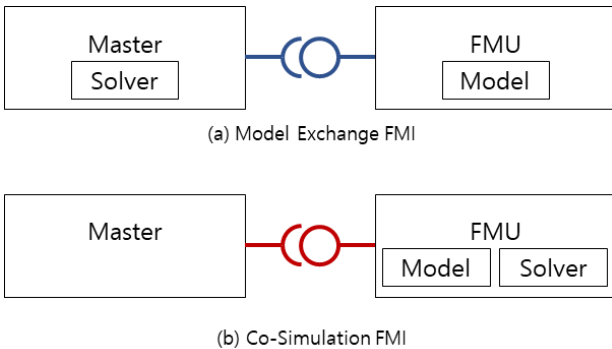 Master
FMU
Solver
Model
(a) Model Exchange FMI
Master
FMU
Model
Solver
(b) Co-Simulation FMI